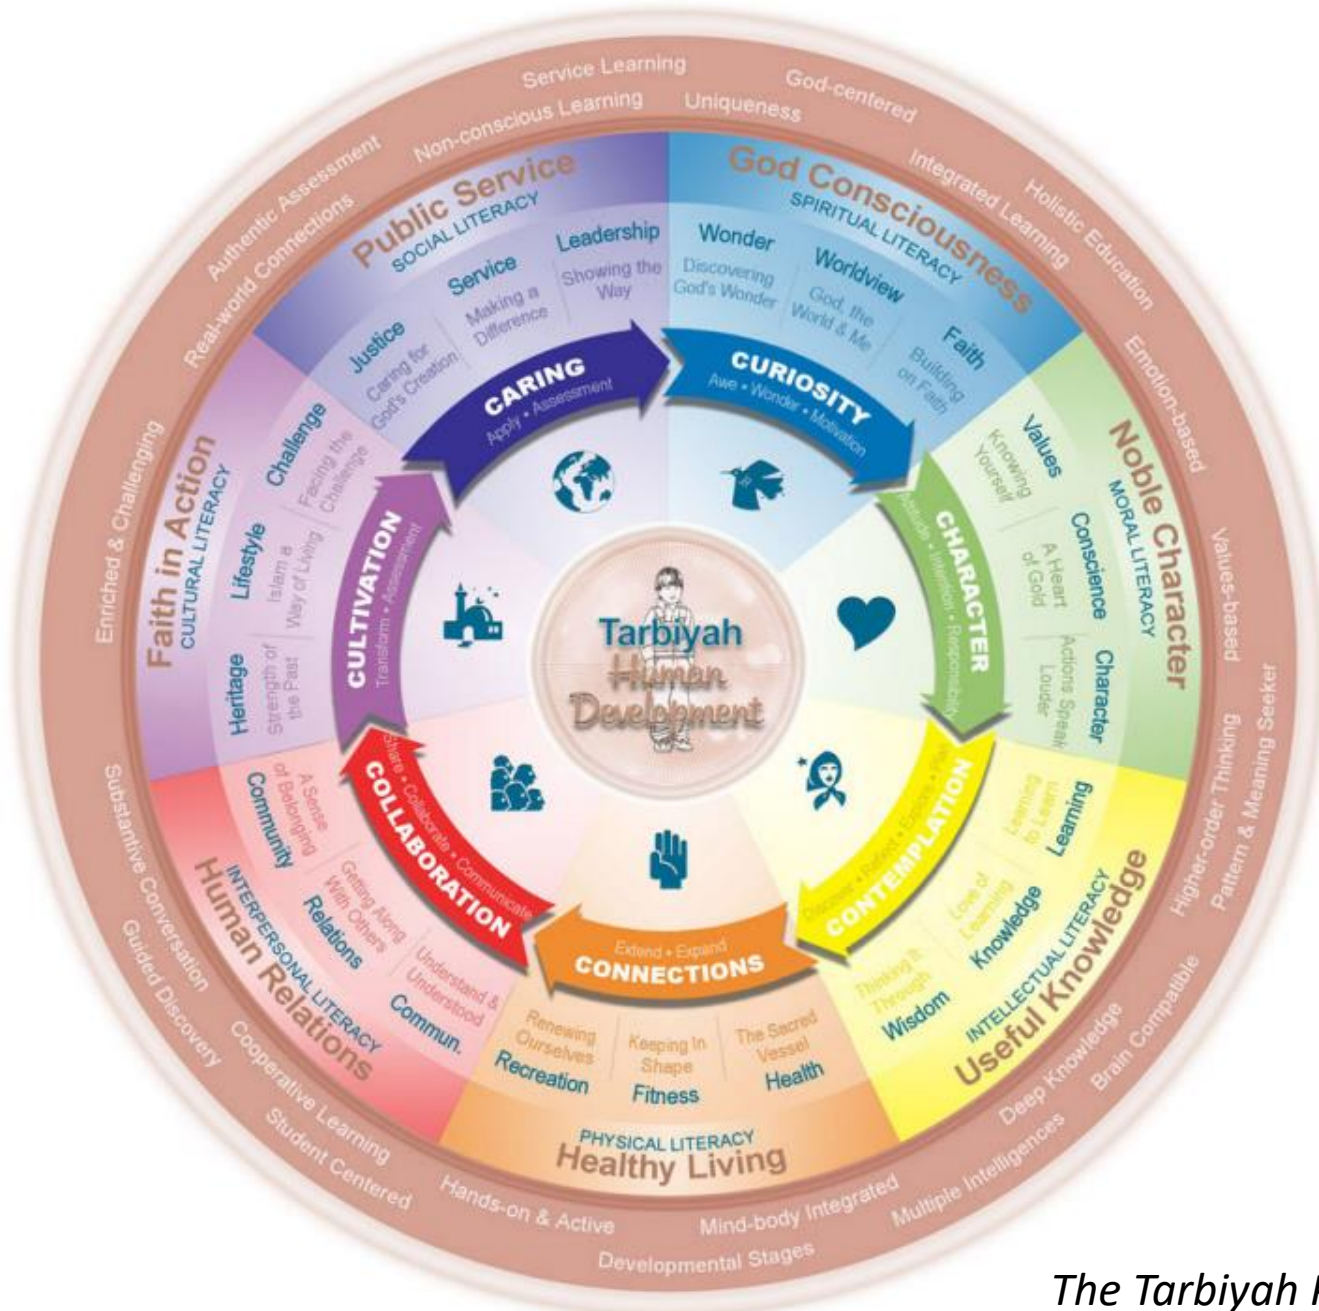 Service Learning
God-centered
Non-conscious Learning
Uniqueness
Integrated Learning
Holistic Education
Emotion-based
Values-based
Higher-order Thinking
Pattern & Meaning Seeker
Brain Compatible
Deep Knowledge
Multiple Intelligences
Mind-body Integrated
Developmental Stages
Hands-on & Active
Student Centered
Cooperative Learning
Guided Discovery
Substantive Conversation
Enriched & Challenging
Real-world Connections
Authentic Assessment
God Consciousness
SPIRITUAL LITERACY
Wonder
Discovering
God's Wonder
Worldview
God, the
World & Me
Faith
Building
on Faith
CURIOSITY
Awe • Wonder • Motivation
Noble Character
MORAL LITERACY
Values
Knowing
Yourself
Conscience
A Heart
of Gold
Character
Actions Speak
Louder
CHARACTER
Attitude • Intention • Responsibility
Useful Knowledge
INTELLECTUAL LITERACY
Learning
Learning
to Learn
Knowledge
Love of
Learning
Wisdom
Thinking It
Through
CONTEMPLATION
Discover • Reflect • Explore • Plan
Healthy Living
PHYSICAL LITERACY
Health
The Sacred
Vessel
Fitness
Keeping In
Shape
Recreation
Renewing
Ourselves
CONNECTIONS
Extend • Expand
Human Relations
INTERPERSONAL LITERACY
Commun.
Understand &
Understood
Relations
Getting Along
With Others
Community
A Sense
of Belonging
COLLABORATION
Share • Collaborate • Communicate
Faith in Action
CULTURAL LITERACY
Heritage
Strength of
the Past
Lifestyle
Islam a
Way of Living
Challenge
Facing the
Challenge
CULTIVATION
Transform • Assessment
Public Service
SOCIAL LITERACY
Justice
Caring for
God's Creation
Service
Making a
Difference
Leadership
Showing the
Way
CARING
Apply • Assessment
Tarbiyah
Human
Development
The Tarbiyah